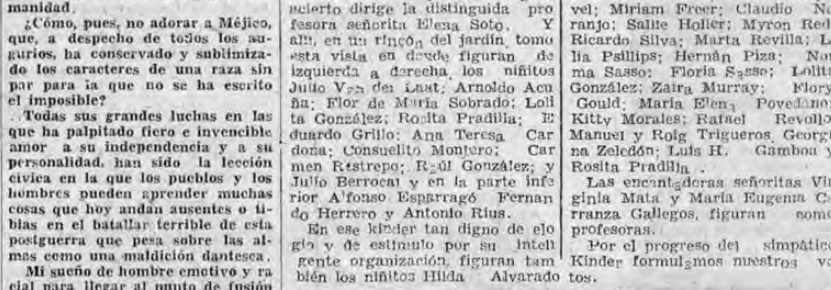 manidad.
¿Cómo, pues, no adorar a Méjico,
que, a despecho de todos los au-
gurios, ha conservado y sublimiza-
do los caracteres de una raza sin
par para la que no se ha escrito
el imposible?
Todas sus grandes luchas en las
que ha palpitado fiero e invencible
amor a su independencia y a su
personalidad, han sido la lección
cívica en la que los pueblos y los
hombres pueden aprender muchas
cosas que hoy andan ausentes o ti-
bias en el batallar terrible de esta
postguerra que pesa sobre las al-
mas como una maldición dantesca.
Mi sueño de hombre emotivo y ra
cial para llegar al punto de fusión
dirige la distinguida pro
fesora señorita Elena Soto. Y
allí, en un rincón del jardín, tomo
esta vista en donde figuran de
izquierda a derecha los niñitos
Julio Van der Laat; Arnoldo Acu
ña; Flor de María Sobrado; Loli
ta González; Rosita Pradilla; E
duardo Grillo; Ana Teresa Car
dona; Consuelito Montero; Car
men Restrepo; Raúl González; y
Julio Berrocal y en la parte infe
rior Alfonso Esparragó Fernan
do Herrero y Antonio Rius.
En ese kinder tan digno de elo
gio y de estímulo por su inteli
gente organización, figuran tam
bién los niñitos Hilda Alvarado
vel; Miriam Freer; Claudio
ranjo; Sallie Holler; Myron
Ricardo Silva; Marta Revilla;
lia Psillips; Hernán Piza;
ma Sasso; Floria Sasso;
González; Zaira Murray;
Gould; María Elena Povedano,
Kitty Morales; Rafael Revollo
Manuel y Roig Trigueros,
na Zeledón; Luis H. Gamboa y
Rosita Pradilla.
Las encantadoras señoritas Vir
ginia Mata y María Eugenia
rranza Gallegos, figuran como
profesoras.
Por el progreso del simpático
Kinder formulamos nuestros vo
tos.